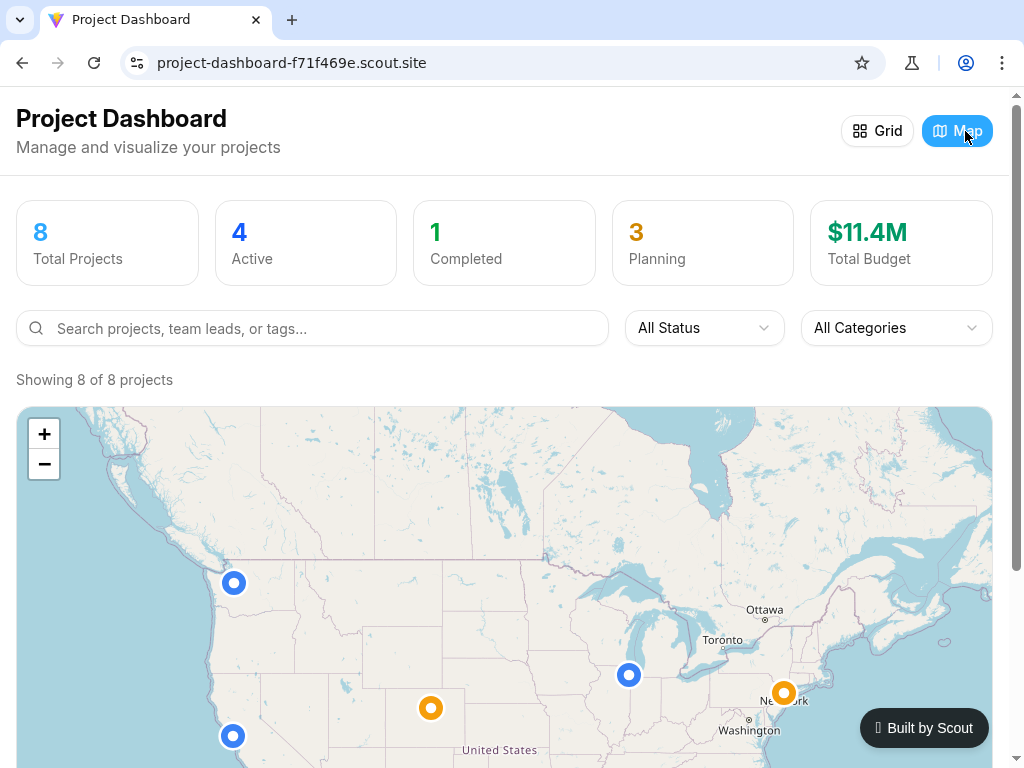 Project Dashboard
project-dashboard-f71f469e.scout.site
Project Dashboard
Manage and visualize your projects
Grid
Map
8
Total Projects
4
Active
1
Completed
3
Planning
$11.4M
Total Budget
Search projects, team leads, or tags...
All Status
All Categories
Showing 8 of 8 projects
+
−
Ottawa
Toronto
New York
Washington
United States
Built by Scout